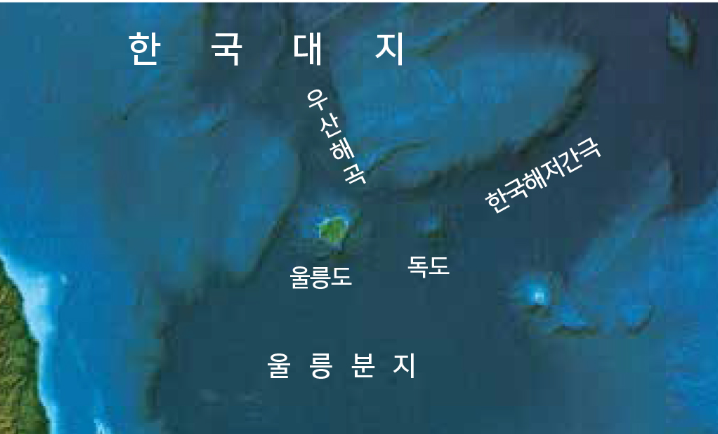 한 국 대 지
우산해곡
한국해저간극
울릉도
독도
울 릉 분 지